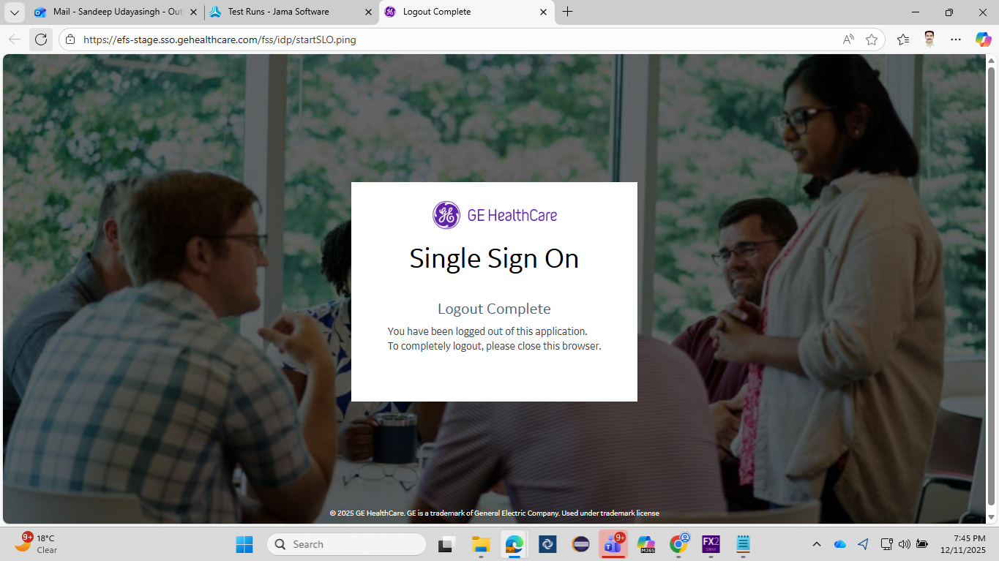 Mail - Sandeep Udayasingh - Out
Test Runs - Jama Software
Logout Complete
https://efs-stage.sso.gehealthcare.com/fss/idp/startSLO.ping
GE HealthCare
Single Sign On
Logout Complete
You have been logged out of this application.
To completely logout, please close this browser.
© 2025 GE HealthCare. GE is a trademark of General Electric Company. Used under trademark license
9+
18°C
Clear
Search
9+
M365
FX2
7:45 PM
12/11/2025